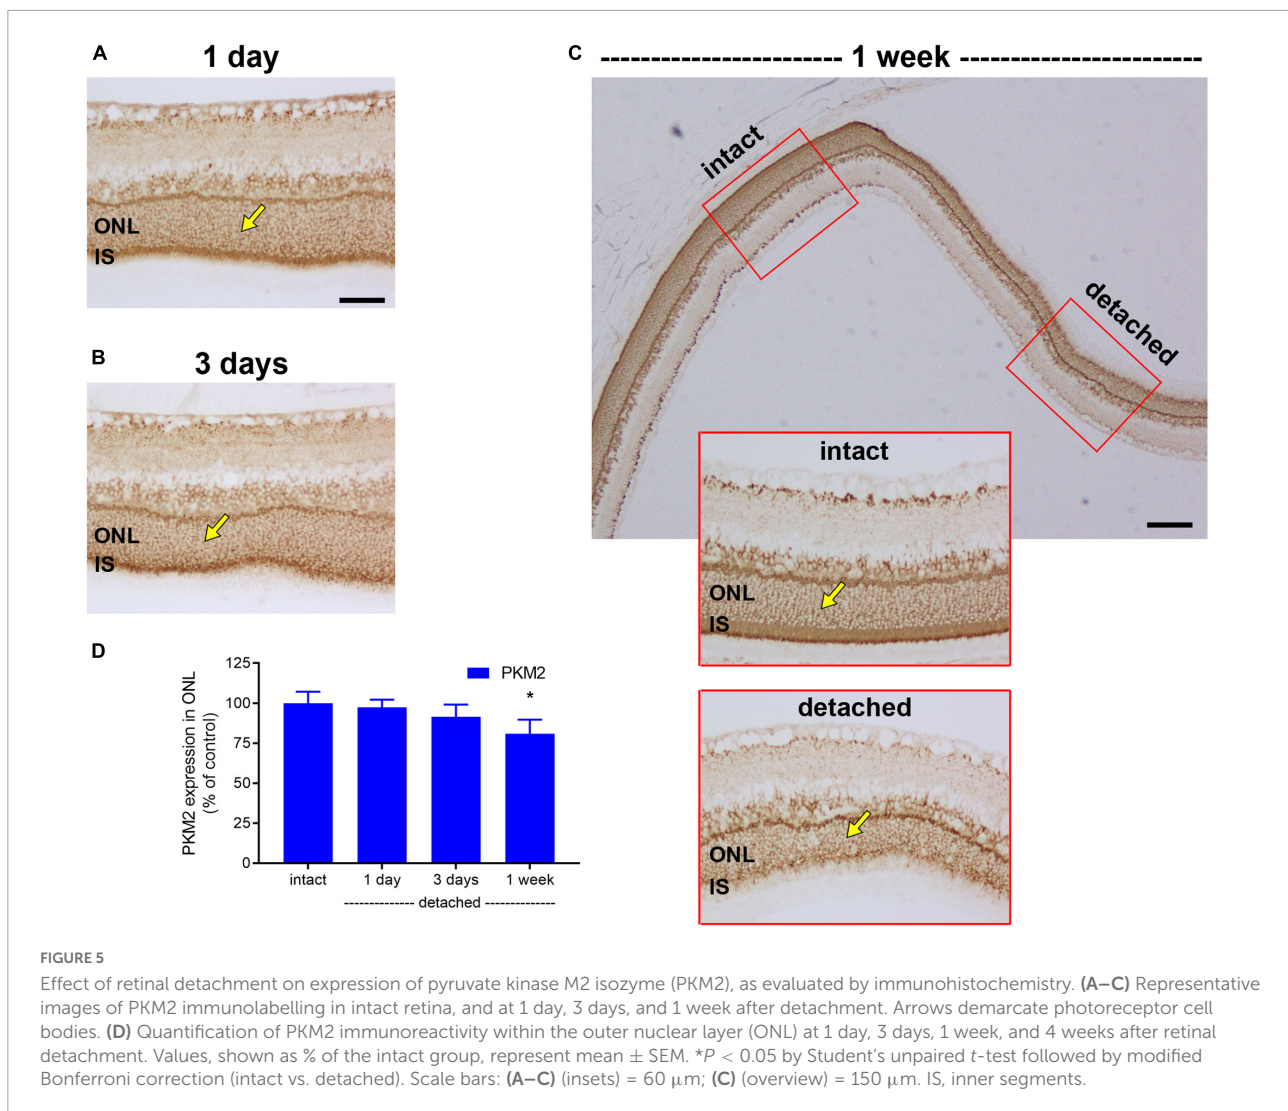 A
1 day
ONL
IS
B
3 days
ONL
IS
C
------------------------ 1 week ------------------------
intact
detached
intact
ONL
IS
detached
ONL
IS
D
PKM2 expression in ONL
(% of control)
125
100
75
50
25
0
PKM2
*
intact
1 day
3 days
1 week
-------------- detached --------------
FIGURE 5
Effect of retinal detachment on expression of pyruvate kinase M2 isozyme (PKM2), as evaluated by immunohistochemistry. (A–C) Representative
images of PKM2 immunolabelling in intact retina, and at 1 day, 3 days, and 1 week after detachment. Arrows demarcate photoreceptor cell
bodies. (D) Quantification of PKM2 immunoreactivity within the outer nuclear layer (ONL) at 1 day, 3 days, 1 week, and 4 weeks after retinal
detachment. Values, shown as % of the intact group, represent mean ± SEM. *P < 0.05 by Student's unpaired t-test followed by modified
Bonferroni correction (intact vs. detached). Scale bars: (A–C) (insets) = 60 μm; (C) (overview) = 150 μm. IS, inner segments.